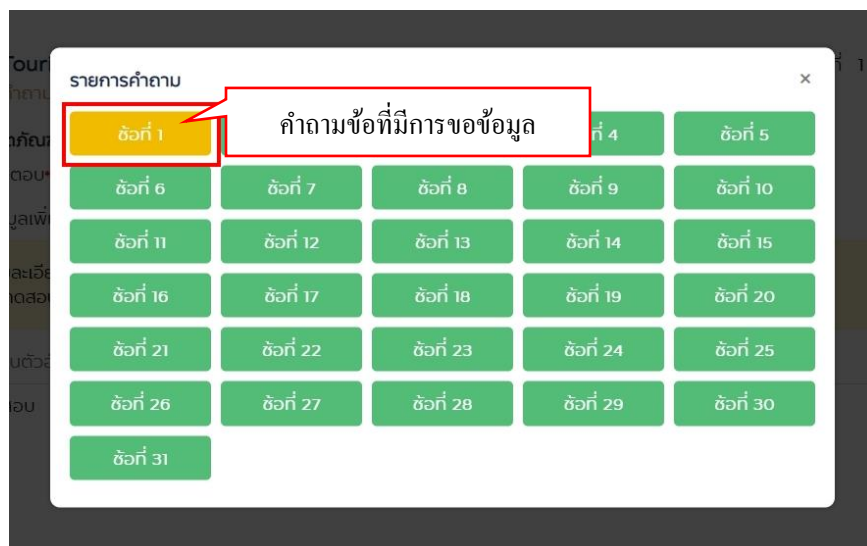 รายการคำถาม ×
ข้อที่ 1 คำถามข้อที่มีการขอข้อมูล ที่ 4 ข้อที่ 5
ข้อที่ 6 ข้อที่ 7 ข้อที่ 8 ข้อที่ 9 ข้อที่ 10
ข้อที่ 11 ข้อที่ 12 ข้อที่ 13 ข้อที่ 14 ข้อที่ 15
ข้อที่ 16 ข้อที่ 17 ข้อที่ 18 ข้อที่ 19 ข้อที่ 20
ข้อที่ 21 ข้อที่ 22 ข้อที่ 23 ข้อที่ 24 ข้อที่ 25
ข้อที่ 26 ข้อที่ 27 ข้อที่ 28 ข้อที่ 29 ข้อที่ 30
ข้อที่ 31